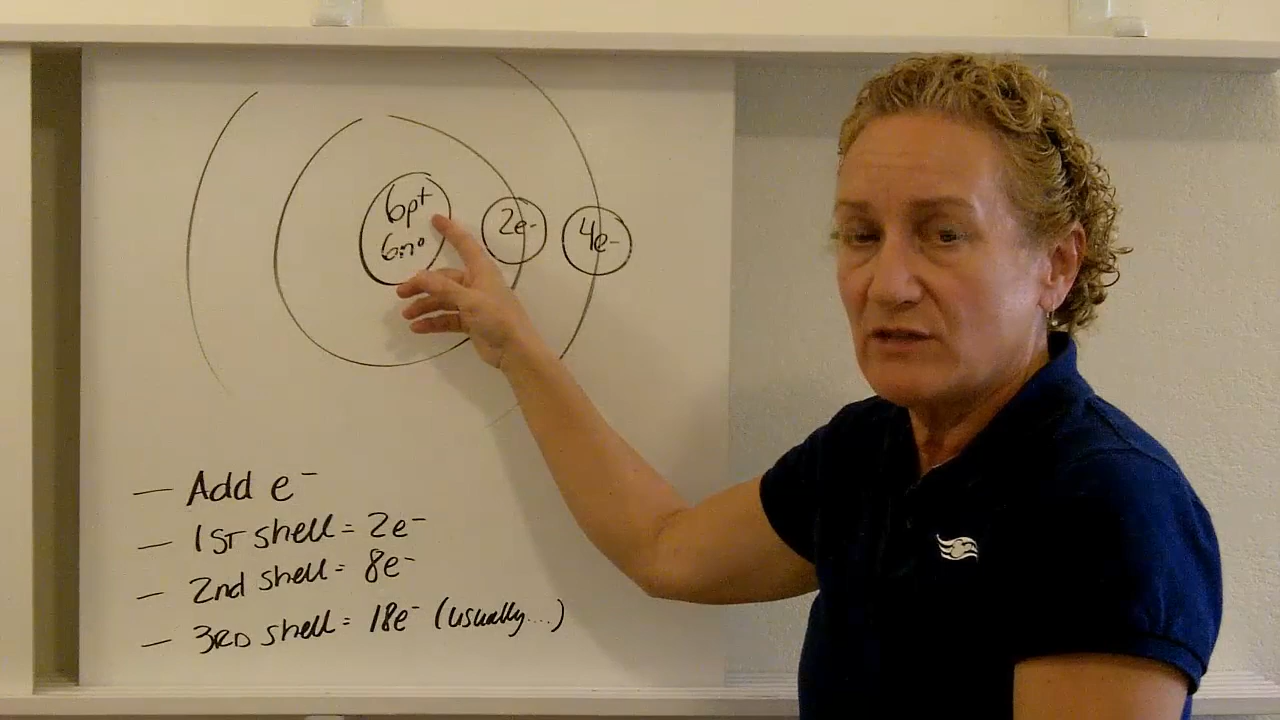 6p+
6n°
2e-
4e-
— Add e-
— 1ST shell = 2e-
— 2nd shell = 8e-
— 3RD shell = 18e- (usually...)